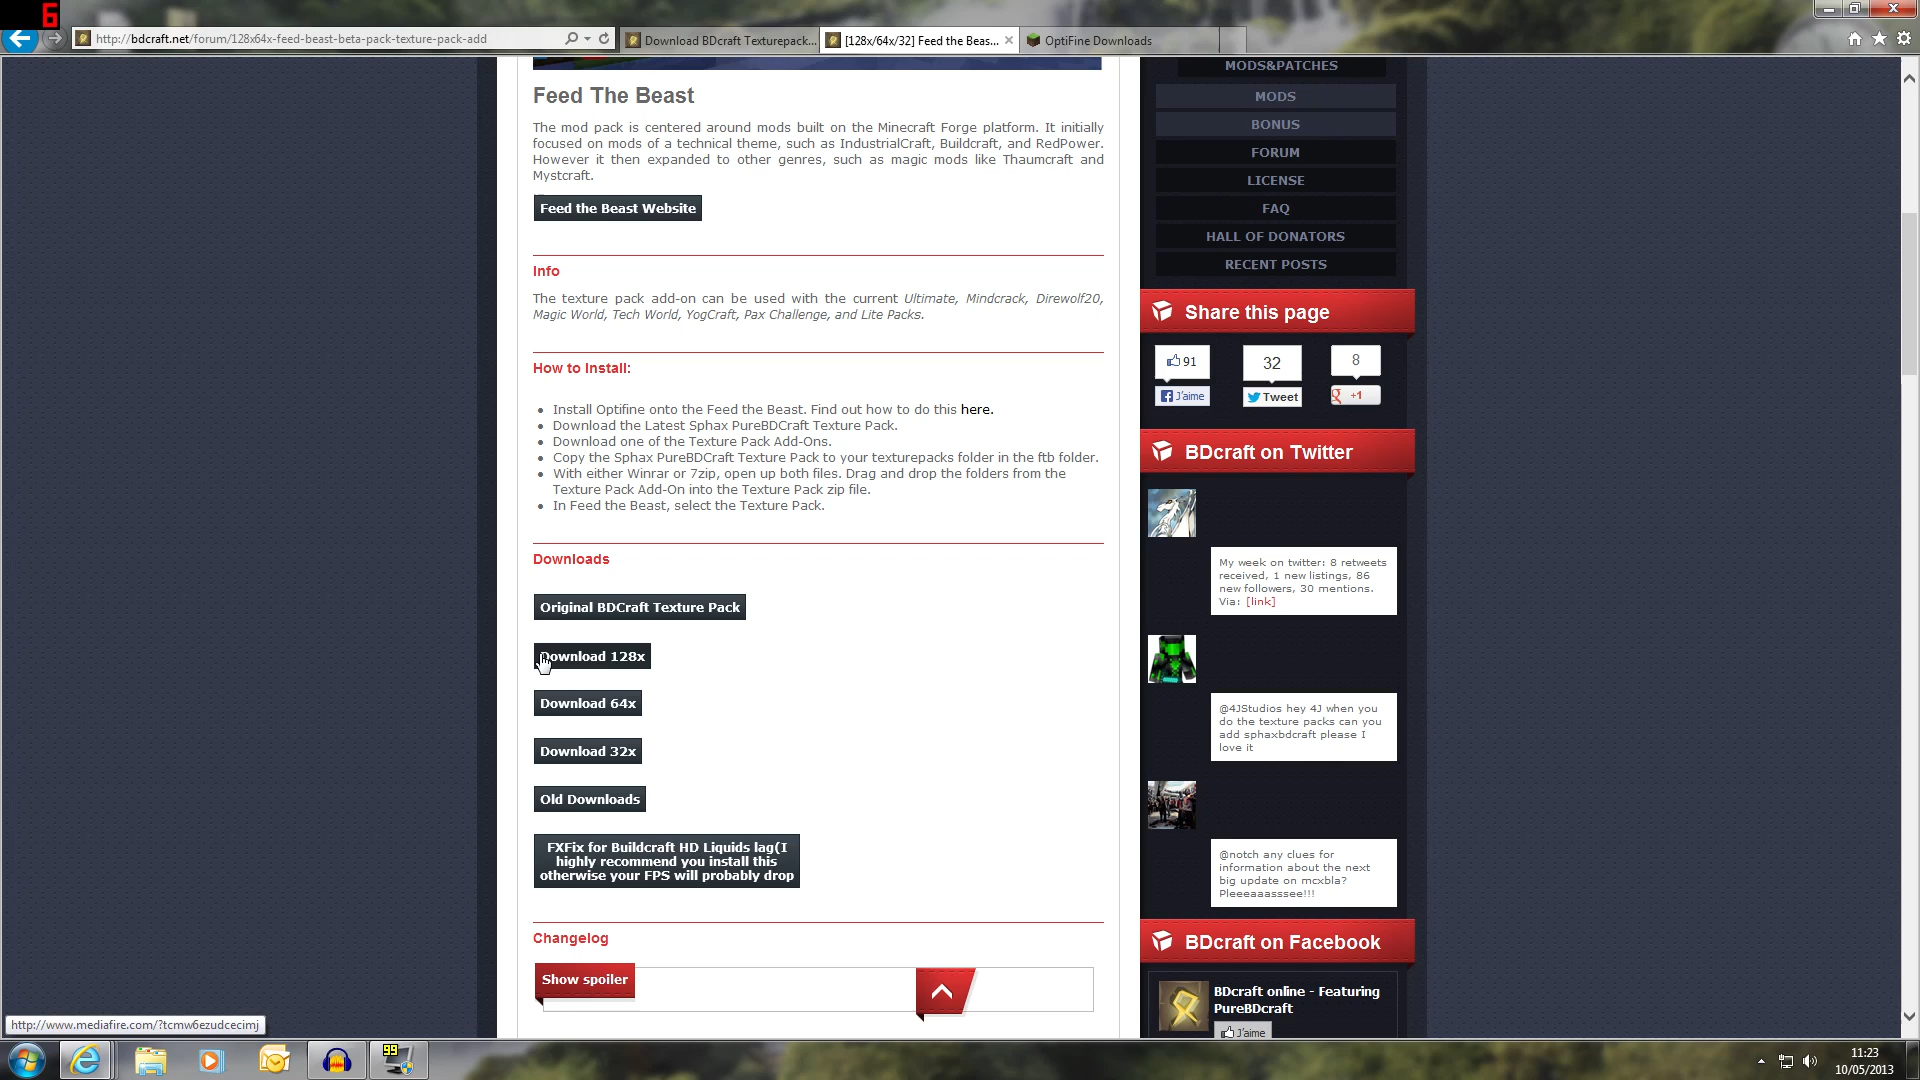 6
http://bdcraft.net/forum/128x64x-feed-beast-beta-pack-texture-pack-add
Download BDcraft Texturepack...
[128x/64x/32] Feed the Beas...
OptiFine Downloads
Feed The Beast
The mod pack is centered around mods built on the Minecraft Forge platform. It initially
focused on mods of a technical theme, such as IndustrialCraft, Buildcraft, and RedPower.
However it then expanded to other genres, such as magic mods like Thaumcraft and
Mystcraft.
Feed the Beast Website
Info
The texture pack add-on can be used with the current Ultimate, Mindcrack, Direwolf20,
Magic World, Tech World, YogCraft, Pax Challenge, and Lite Packs.
How to Install:
Install Optifine onto the Feed the Beast. Find out how to do this here.
Download the Latest Sphax PureBDCraft Texture Pack.
Download one of the Texture Pack Add-Ons.
Copy the Sphax PureBDCraft Texture Pack to your texturepacks folder in the ftb folder.
With either Winrar or 7zip, open up both files. Drag and drop the folders from the
Texture Pack Add-On into the Texture Pack zip file.
In Feed the Beast, select the Texture Pack.
Downloads
Original BDCraft Texture Pack
Download 128x
Download 64x
Download 32x
Old Downloads
FXFix for Buildcraft HD Liquids lag(I
highly recommend you install this
otherwise your FPS will probably drop
Changelog
Show spoiler
MODS&PATCHES
MODS
BONUS
FORUM
LICENSE
FAQ
HALL OF DONATORS
RECENT POSTS
Share this page
91
32
8
J'aime
Tweet
+1
BDcraft on Twitter
My week on twitter: 8 retweets
received, 1 new listings, 86
new followers, 30 mentions.
Via: [link]
@4JStudios hey 4J when you
do the texture packs can you
add sphaxbdcraft please I
love it
@notch any clues for
information about the next
big update on mcxbla?
Pleeeaaasssee!!!
BDcraft on Facebook
BDcraft online - Featuring
PureBDcraft
J'aime
http://www.mediafire.com/?tcmw6ezudcecimj
99
11:23
10/05/2013